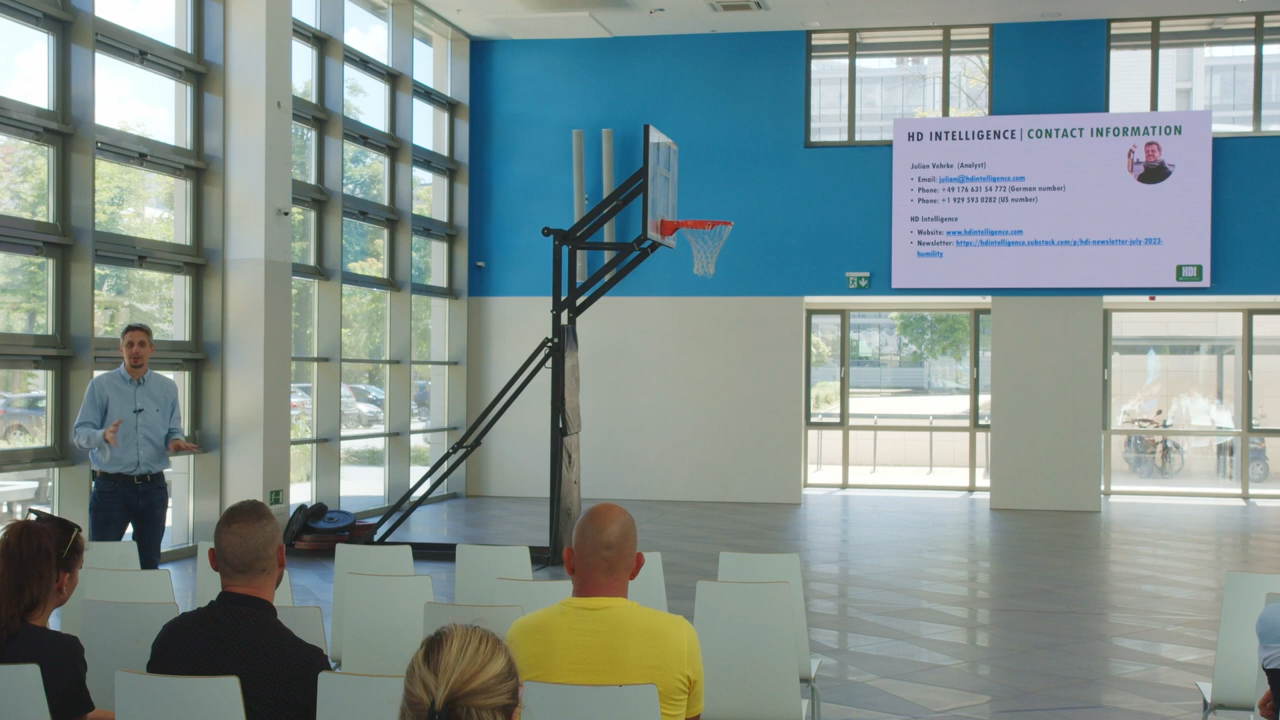 HD INTELLIGENCE | CONTACT INFORMATION
Julian Vehrke (Analyst)
• Email: julian@hdintelligence.com
• Phone: +49 176 631 54 772 (German number)
• Phone: +1 929 593 0282 (US number)
HD Intelligence
• Website: www.hdintelligence.com
• Newsletter: https://hdintelligence.substack.com/p/hdi-newsletter-july-2023-
humility
HDI